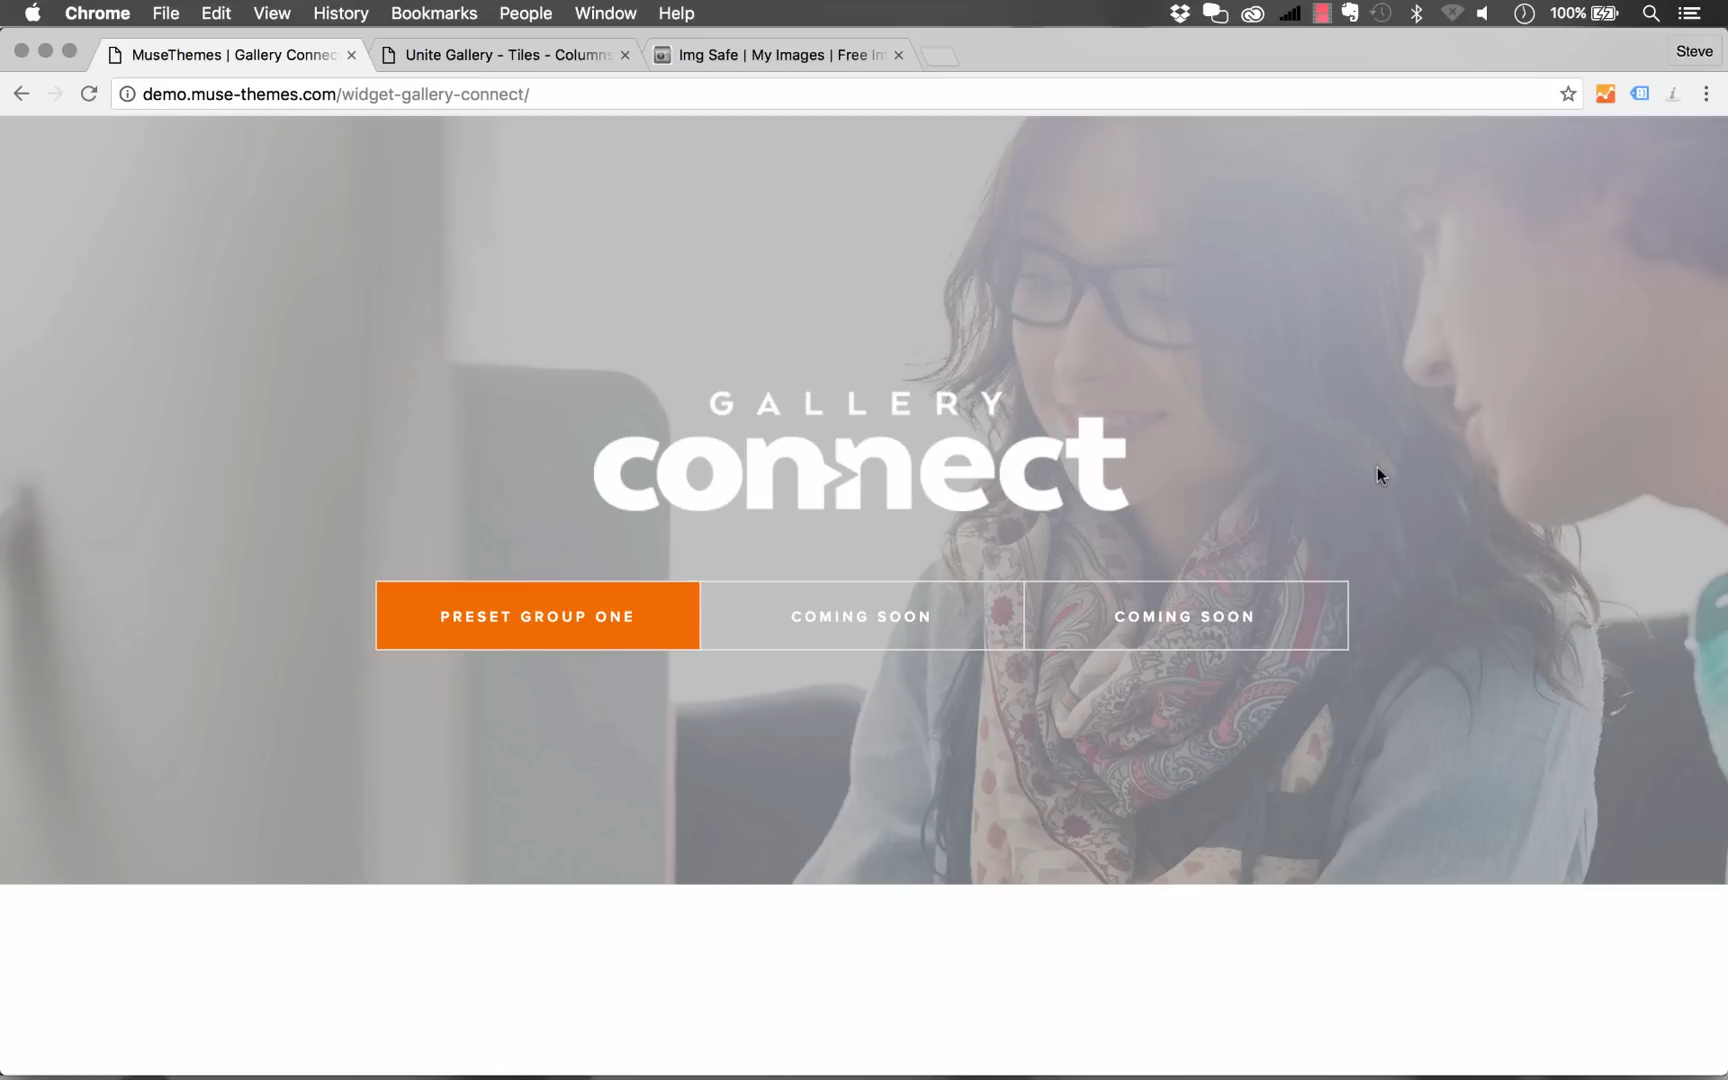 Chrome File Edit View History Bookmarks People Window Help 100%
MuseThemes | Gallery Connec Unite Gallery - Tiles - Columns Img Safe | My Images | Free Im Steve
demo.muse-themes.com/widget-gallery-connect/
GALLERY
connect
PRESET GROUP ONE COMING SOON COMING SOON